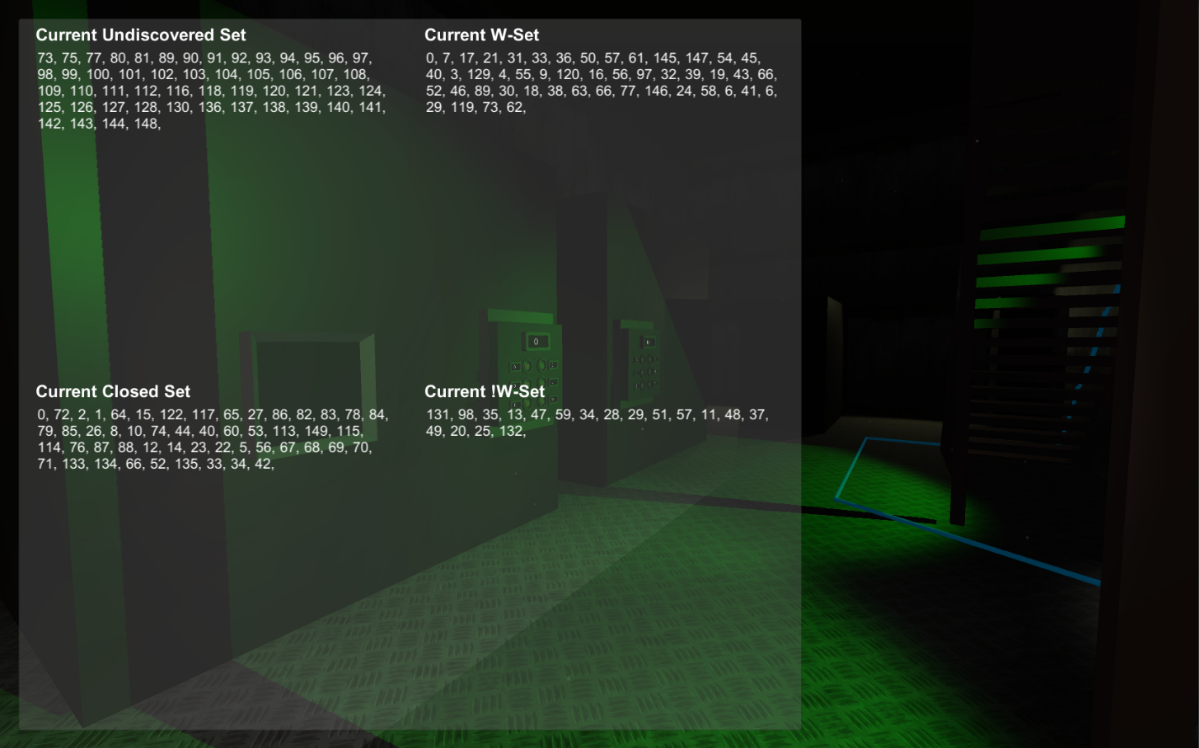 Current Undiscovered Set
73, 75, 77, 80, 81, 89, 90, 91, 92, 93, 94, 95, 96, 97,
98, 99, 100, 101, 102, 103, 104, 105, 106, 107, 108,
109, 110, 111, 112, 116, 118, 119, 120, 121, 123, 124,
125, 126, 127, 128, 130, 136, 137, 138, 139, 140, 141,
142, 143, 144, 148,
Current W-Set
0, 7, 17, 21, 31, 33, 36, 50, 57, 61, 145, 147, 54, 45,
40, 3, 129, 4, 55, 9, 120, 16, 56, 97, 32, 39, 19, 43, 66,
52, 46, 89, 30, 18, 38, 63, 66, 77, 146, 24, 58, 6, 41, 6,
29, 119, 73, 62,
0
Current Closed Set
0, 72, 2, 1, 64, 15, 122, 117, 65, 27, 86, 82, 83, 78, 84,
79, 85, 26, 8, 10, 74, 44, 40, 60, 53, 113, 149, 115,
114, 76, 87, 88, 12, 14, 23, 22, 5, 56, 67, 68, 69, 70,
71, 133, 134, 66, 52, 135, 33, 34, 42,
Current !W-Set
131, 98, 35, 13, 47, 59, 34, 28, 29, 51, 57, 11, 48, 37,
49, 20, 25, 132,